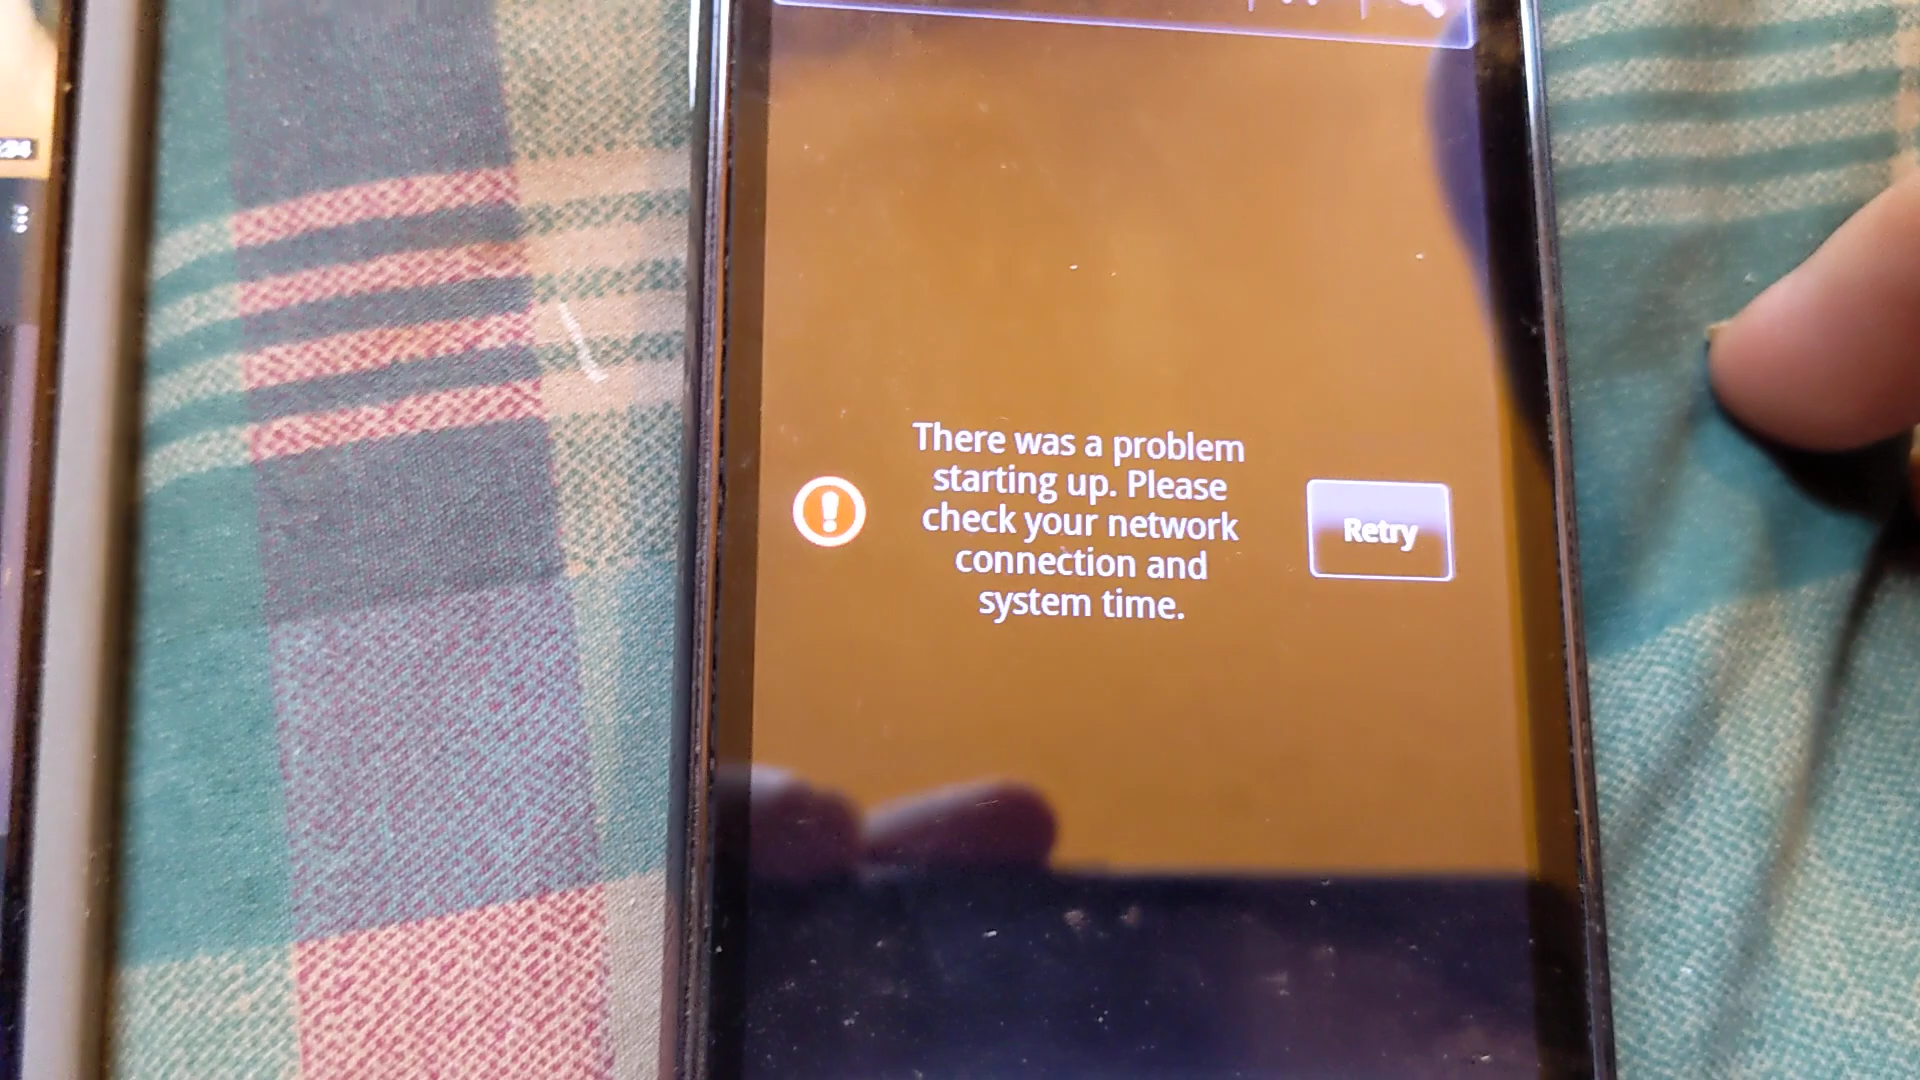 There was a problem
starting up. Please
check your network
connection and
system time.
Retry